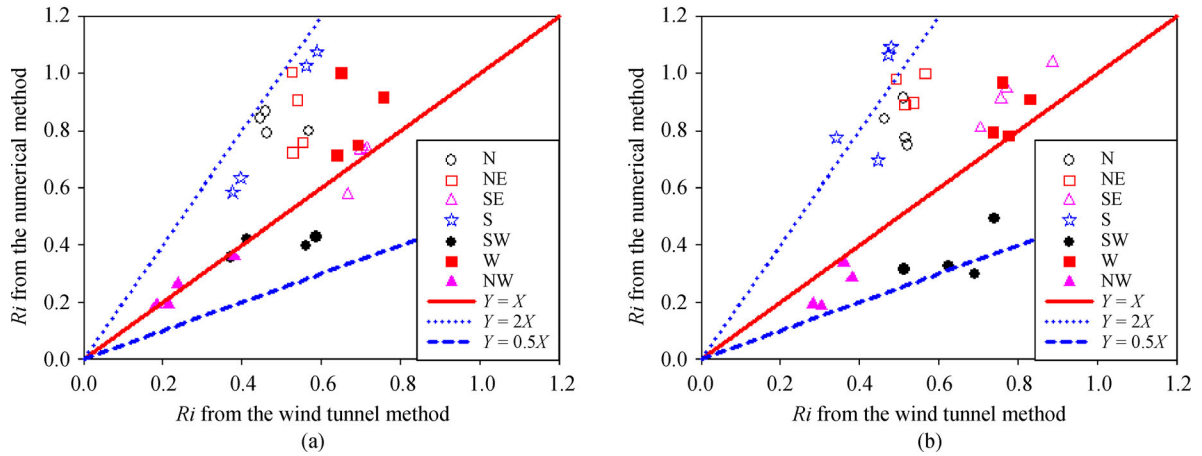 1.2
1.0
0.8
0.6
0.4
0.2
0.0
Ri from the numerical method
N
NE
SE
S
SW
W
NW
Y = X
Y = 2X
Y = 0.5X
0.0 0.2 0.4 0.6 0.8 1.0 1.2
Ri from the wind tunnel method
(a)
1.2
1.0
0.8
0.6
0.4
0.2
0.0
Ri from the numerical method
N
NE
SE
S
SW
W
NW
Y = X
Y = 2X
Y = 0.5X
0.0 0.2 0.4 0.6 0.8 1.0 1.2
Ri from the wind tunnel method
(b)